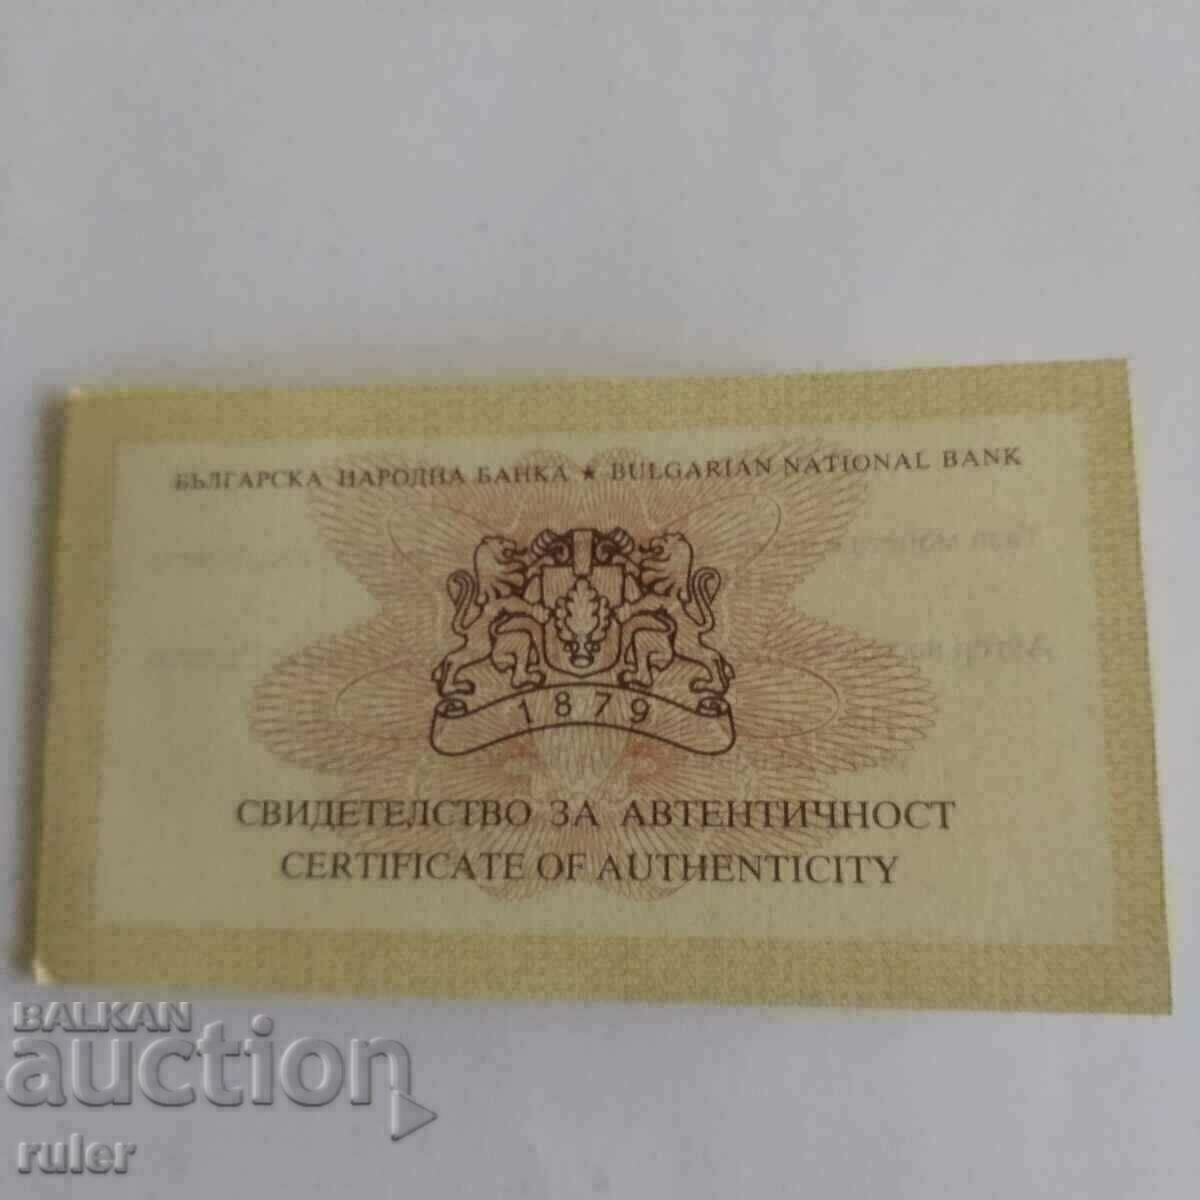 БЪЛГАРСКА НАРОДНА БАНКА ★ BULGARIAN NATIONAL BANK
1879
СВИДЕТЕЛСТВО ЗА АВТЕНТИЧНОСТ
CERTIFICATE OF AUTHENTICITY
BALKAN
auction
ruler